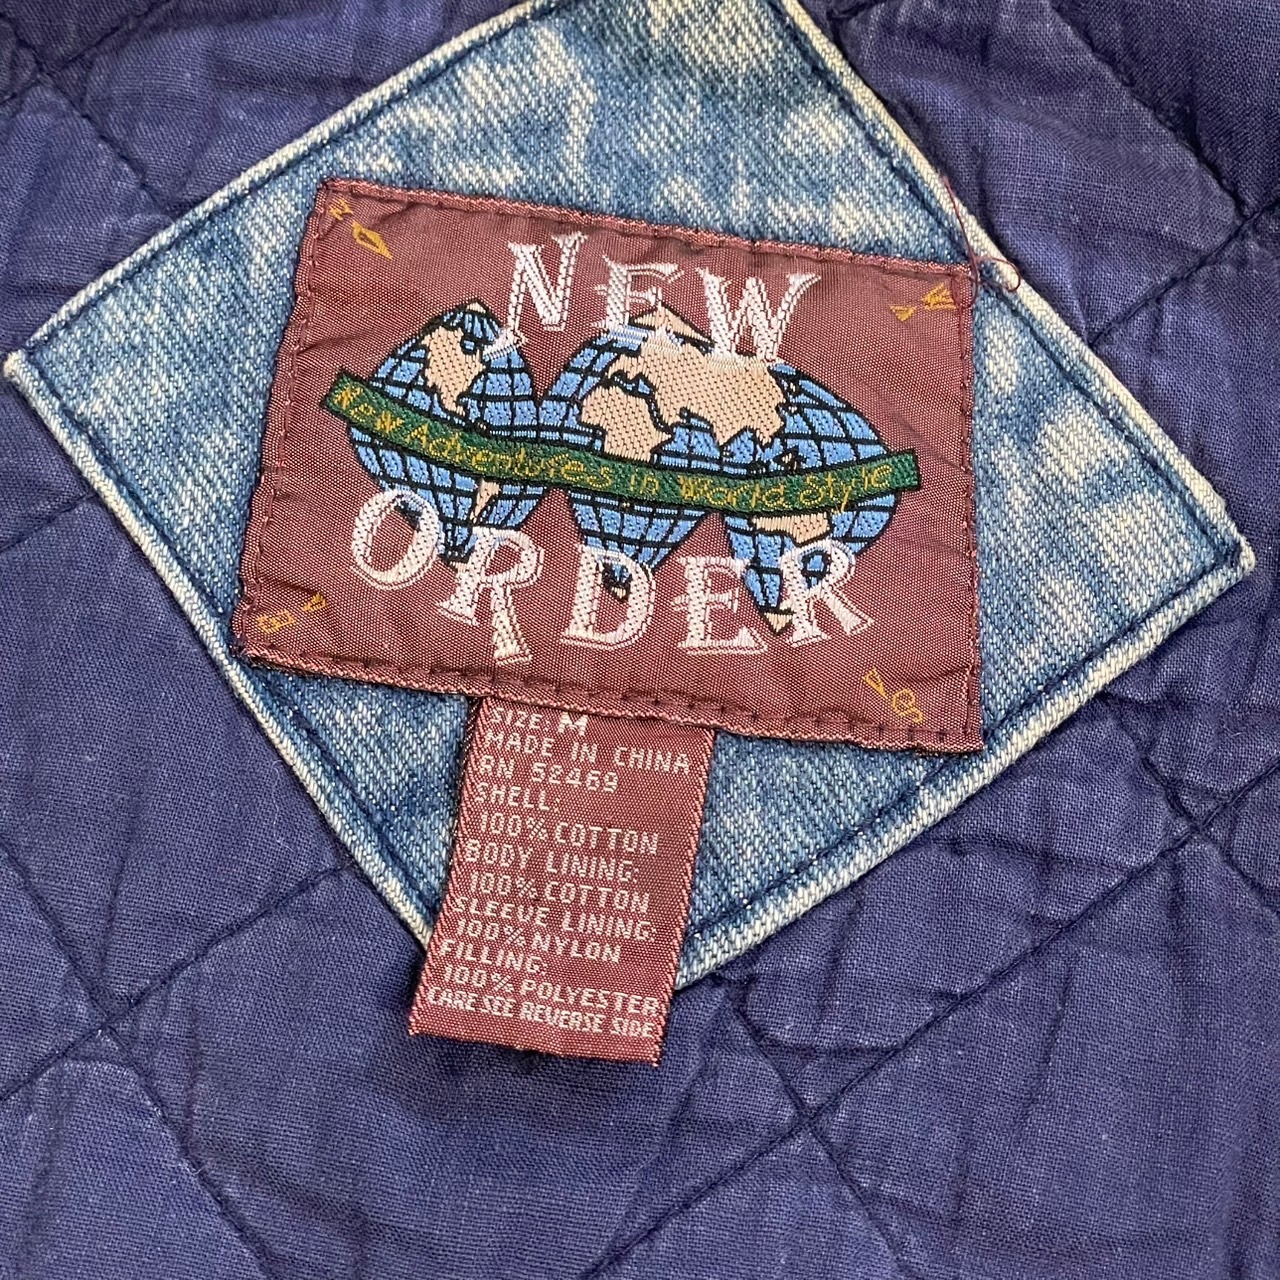 NEW
New Adventures in World Style
ORDER
SIZE: M
MADE IN CHINA
RN 52469
SHELL:
100% COTTON
BODY LINING:
100% COTTON
SLEEVE LINING:
100% NYLON
FILLING:
100% POLYESTER
CARE SEE REVERSE SIDE